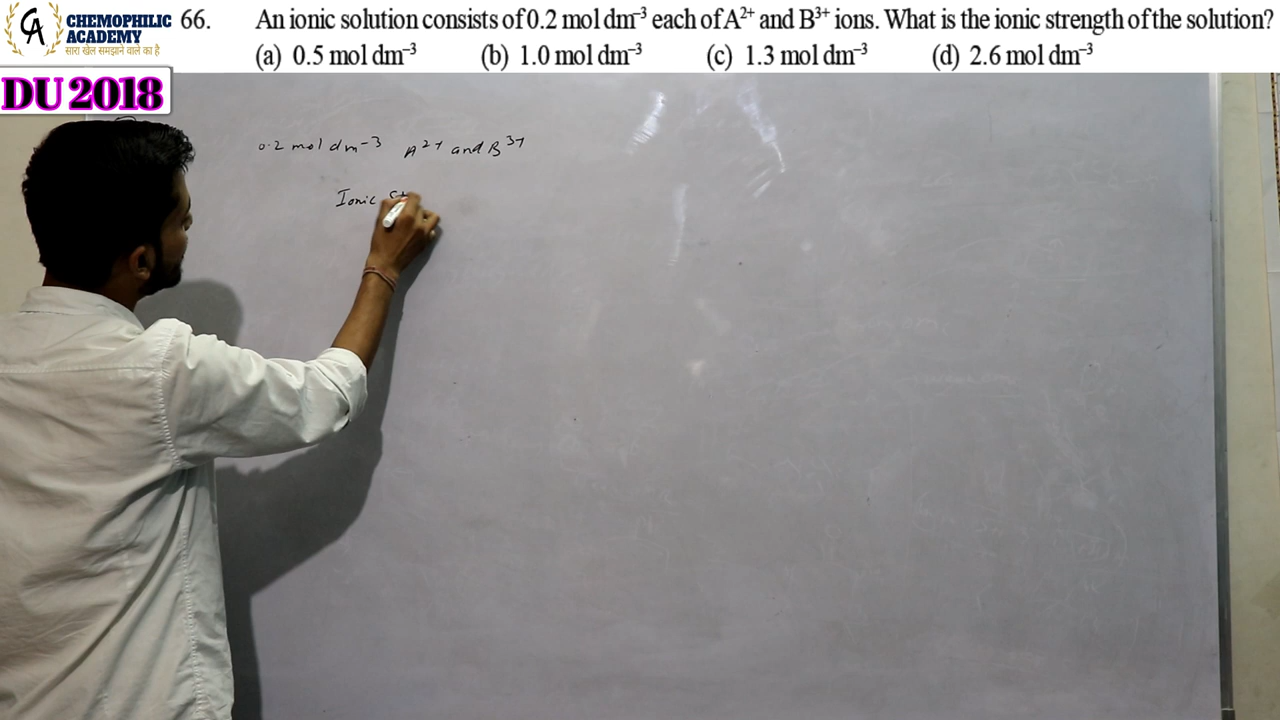 CHEMOPHILIC
ACADEMY
सारा खेल समझाने वाले का है
66. An ionic solution consists of 0.2 mol dm⁻³ each of A²⁺ and B³⁺ ions. What is the ionic strength of the solution?
(a) 0.5 mol dm⁻³ (b) 1.0 mol dm⁻³ (c) 1.3 mol dm⁻³ (d) 2.6 mol dm⁻³
DU 2018
0.2 mol dm⁻³ A²⁺ and B³⁺
Ionic St